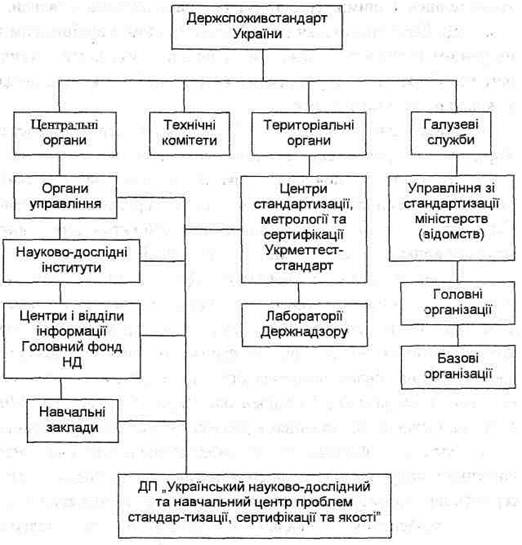 Держспоживстандарт
України
Центральні
органи
Технічні
комітети
Територіальні
органи
Галузеві
служби
Органи
управління
Науково-дослідні
інститути
Центри і відділи
інформації
Головний фонд
НД
Навчальні
заклади
Центри
стандартизації,
метрології та
сертифікації
Укрметтест-
стандарт
Лабораторії
Держнадзору
Управління зі
стандартизації
міністерств
(відомств)
Головні
організації
Базові
організації
ДП „Український науково-дослідний
та навчальний центр проблем
стандар-тизації, сертифікації та якості”